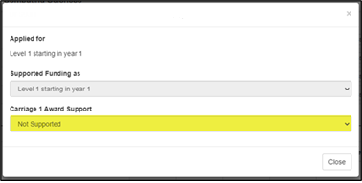 ×
Applied for
Level 1 starting in year 1
Supported Funding as
Level 1 starting in year 1
Carriage 1 Award Support
Not Supported
Close